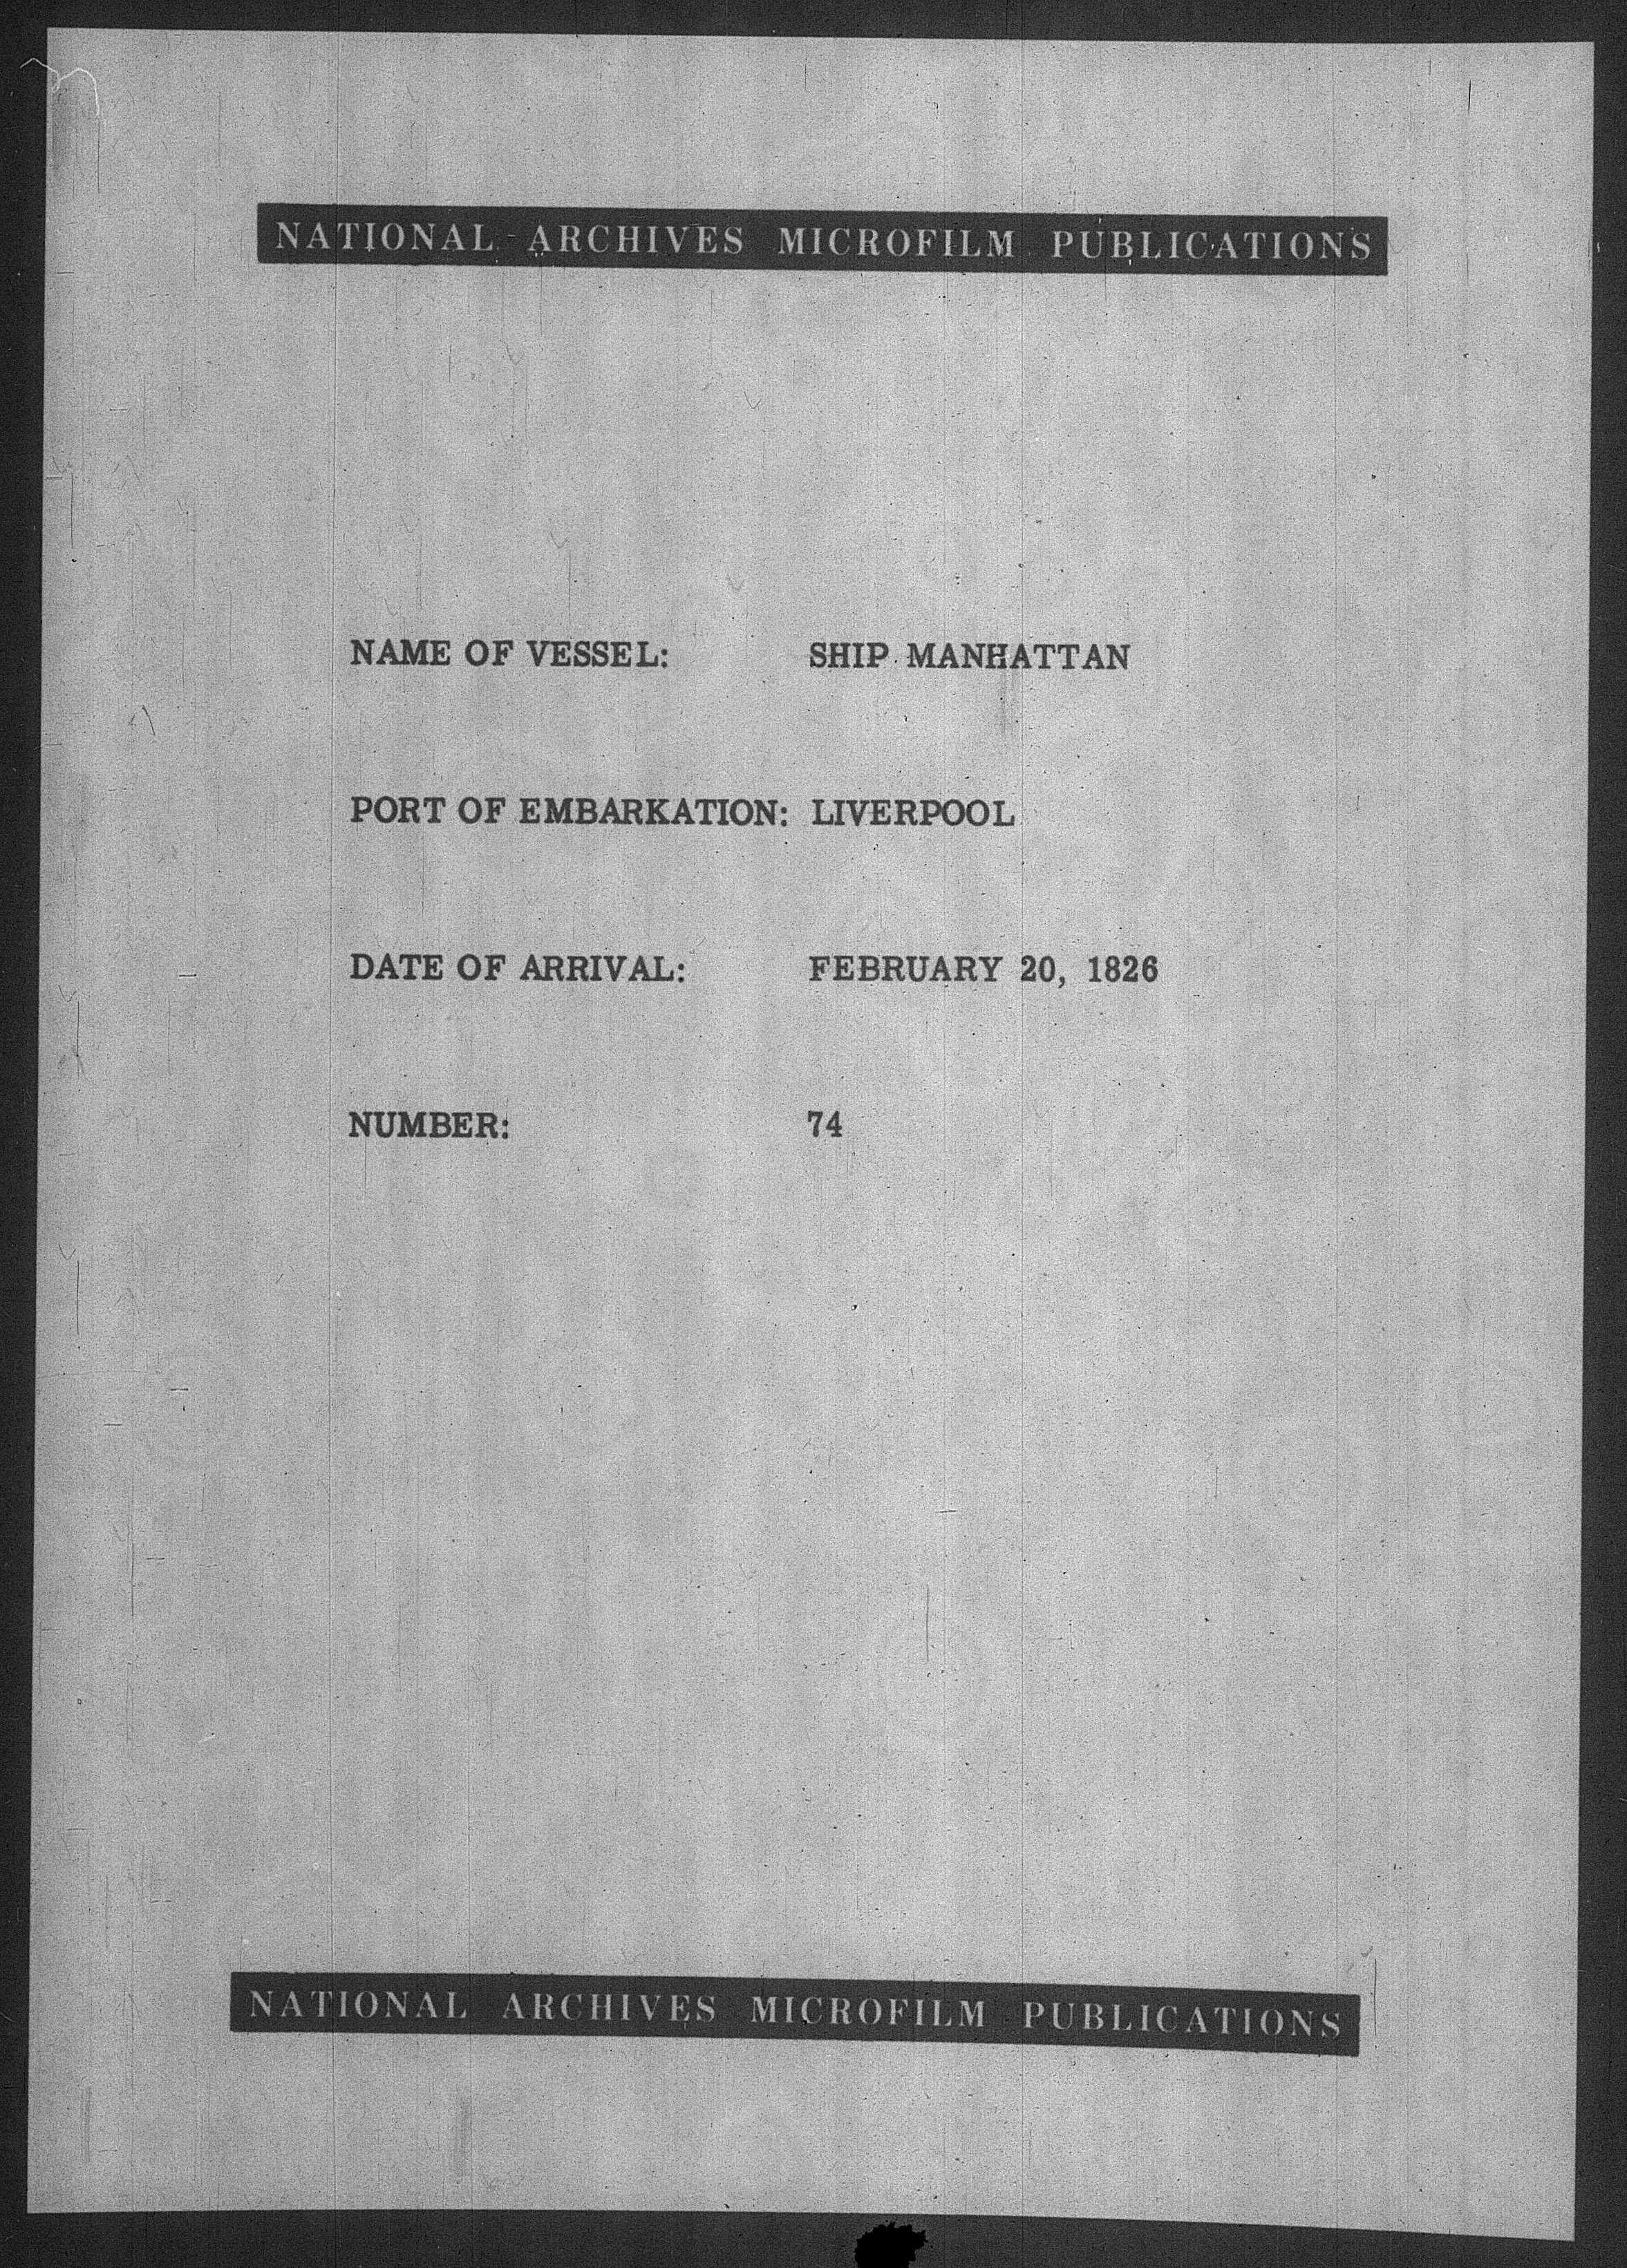 NATIONAL ARCHIVES MICROFILM PUBLICATIONS
NAME OF VESSEL: SHIP MANHATTAN
PORT OF EMBARKATION: LIVERPOOL
DATE OF ARRIVAL: FEBRUARY 20, 1826
NUMBER: 74
NATIONAL ARCHIVES MICROFILM PUBLICATIONS